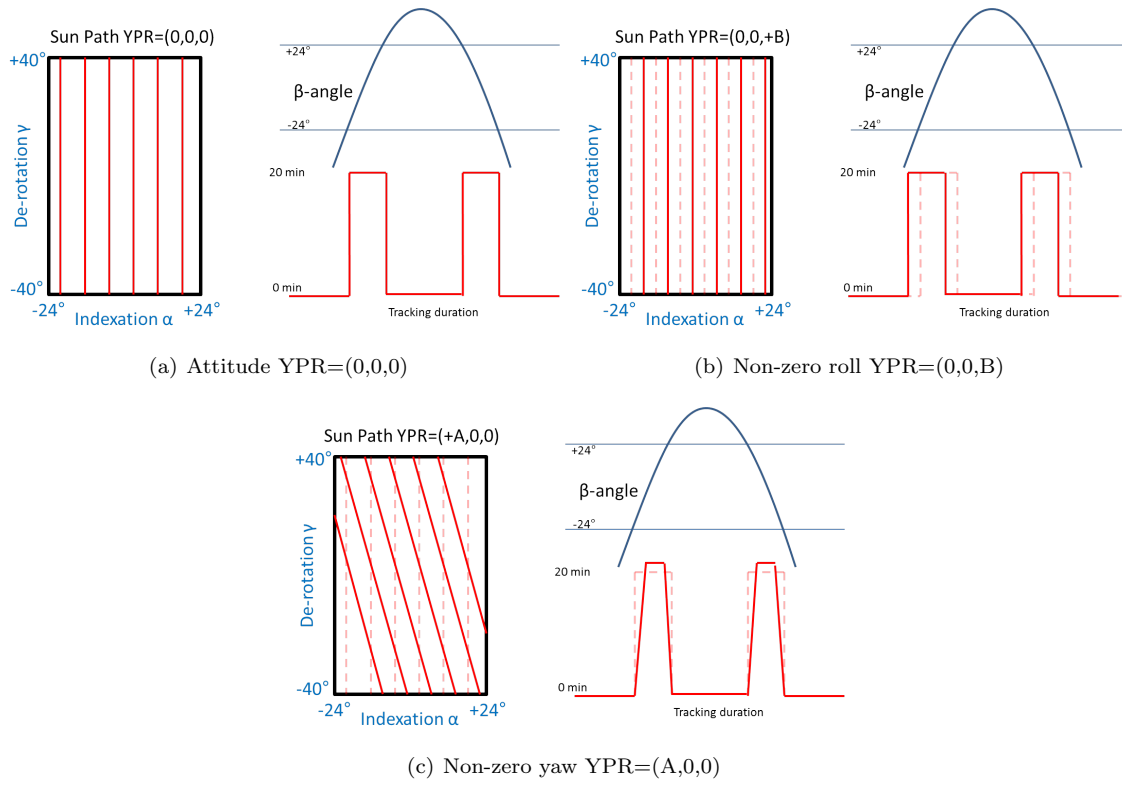 Sun Path YPR=(0,0,0)
+40°
De-rotation γ
-40°
-24°
Indexation α
+24°
+24°
β-angle
-24°
20 min
0 min
Tracking duration
(a) Attitude YPR=(0,0,0)
Sun Path YPR=(0,0,+B)
+40°
De-rotation γ
-40°
-24°
Indexation α
+24°
+24°
β-angle
-24°
20 min
0 min
Tracking duration
(b) Non-zero roll YPR=(0,0,B)
Sun Path YPR=(+A,0,0)
+40°
De-rotation γ
-40°
-24°
Indexation α
+24°
+24°
β-angle
-24°
20 min
0 min
Tracking duration
(c) Non-zero yaw YPR=(A,0,0)